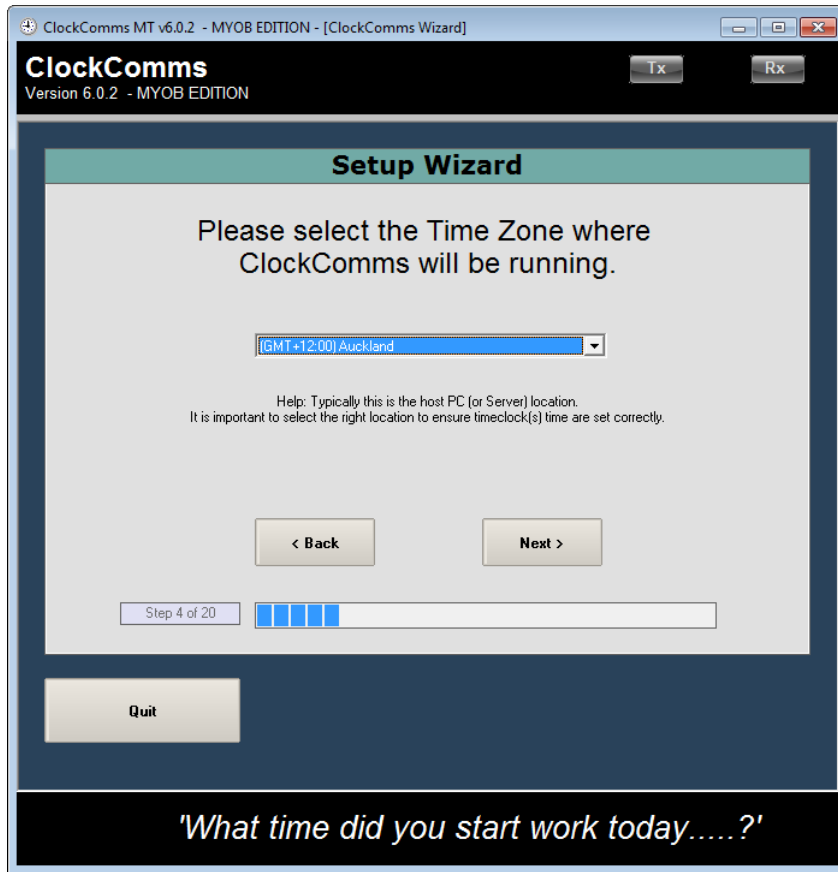 ClockComms MT v6.0.2 - MYOB EDITION - [ClockComms Wizard]
ClockComms
Version 6.0.2 - MYOB EDITION
Tx
Rx
Setup Wizard
Please select the Time Zone where
ClockComms will be running.
(GMT+12:00) Auckland
Help: Typically this is the host PC (or Server) location.
It is important to select the right location to ensure timeclock(s) time are set correctly.
< Back
Next >
Step 4 of 20
Quit
'What time did you start work today.....?'